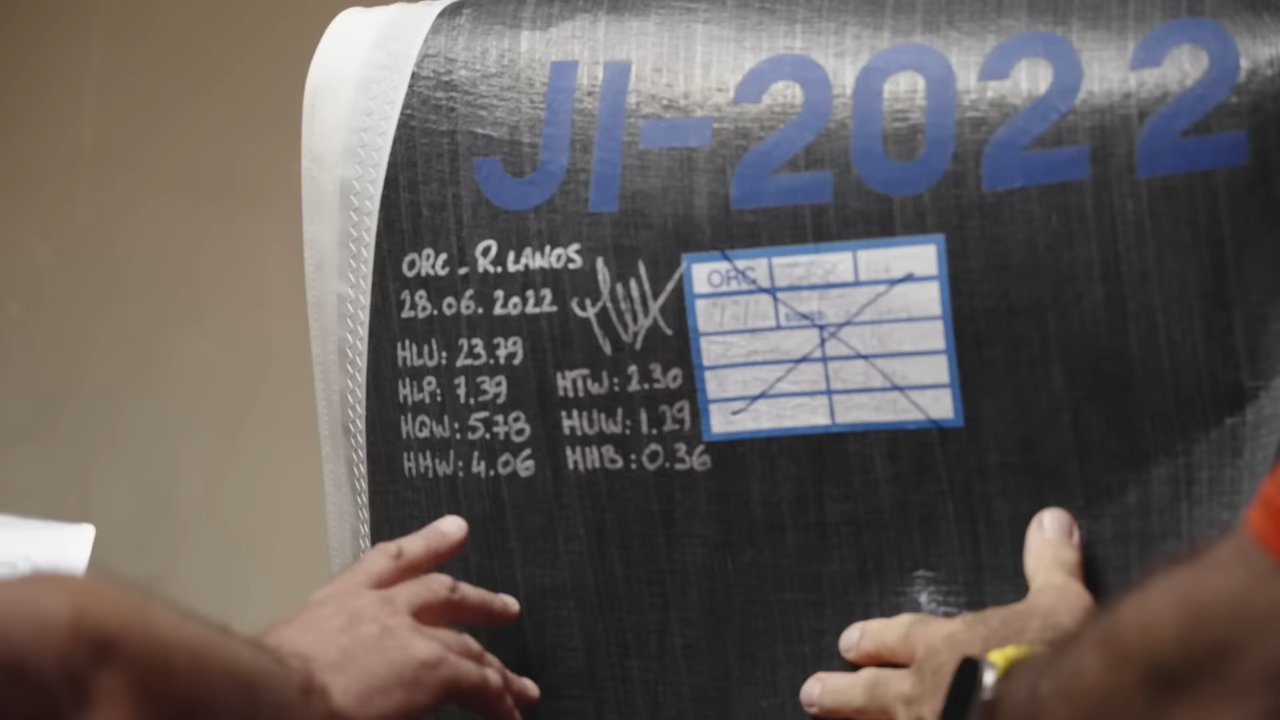 JI-2022
ORC - R. LANOS
28.06.2022
HLU: 23.79
HLP: 7.39
HQW: 5.78
HHW: 4.06
HTW: 2.30
HUW: 1.29
HHB: 0.36
ORC